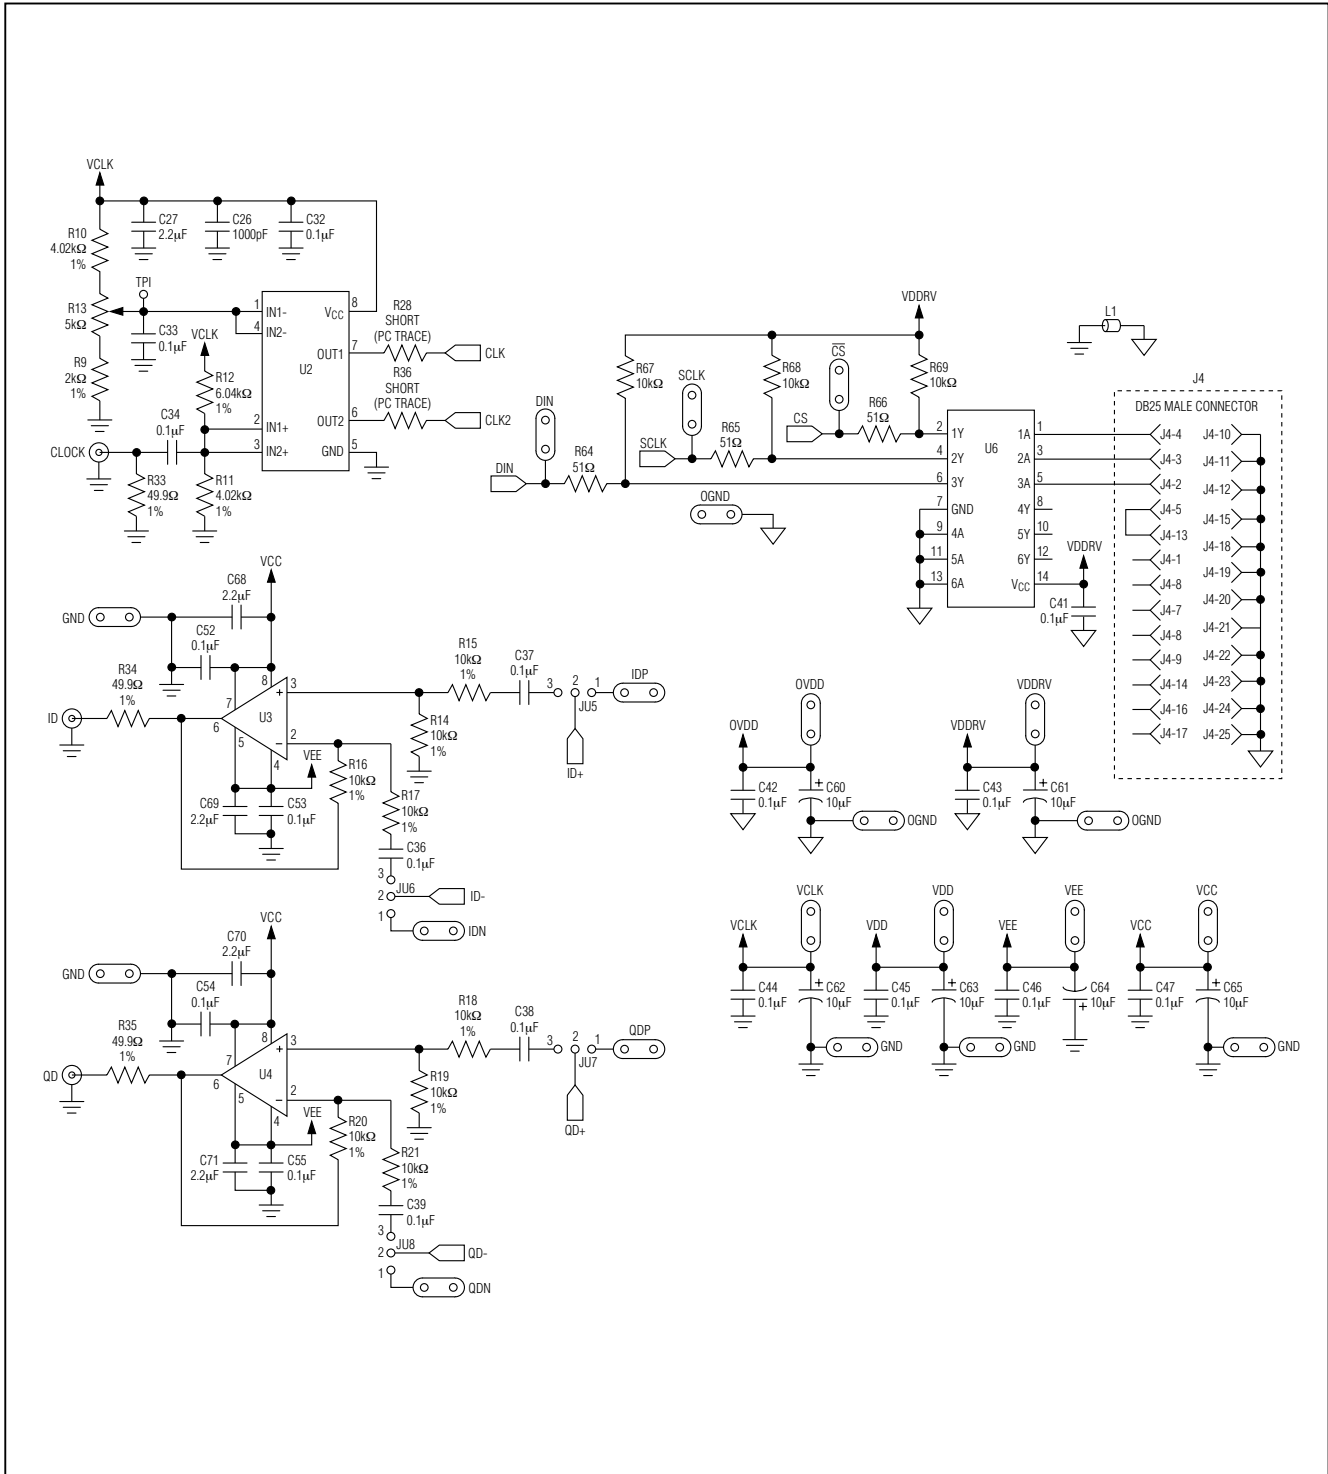 VCLK
C27
2.2μF
C26
1000pF
C32
0.1μF
R10
4.02kΩ
1%
TPI
R13
5kΩ
C33
0.1μF
R9
2kΩ
1%
VCLK
R12
6.04kΩ
1%
C34
0.1μF
CLOCK
R33
49.9Ω
1%
R11
4.02kΩ
1%
1
IN1-
4
IN2-
2
IN1+
3
IN2+
U2
VCC
8
OUT1
7
OUT2
6
GND
5
R28
SHORT
(PC TRACE)
CLK
R36
SHORT
(PC TRACE)
CLK2
VDDRV
R67
10kΩ
R68
10kΩ
R69
10kΩ
CS
SCLK
DIN
CS
R66
51Ω
SCLK
R65
51Ω
DIN
R64
51Ω
OGND
L1
U6
2
1Y
4
2Y
6
3Y
7
GND
9
4A
11
5A
13
6A
1A
1
2A
3
3A
5
4Y
8
5Y
10
6Y
12
VCC
14
VDDRV
C41
0.1μF
J4
DB25 MALE CONNECTOR
J4-4
J4-10
J4-3
J4-11
J4-2
J4-12
J4-5
J4-15
J4-13
J4-18
J4-1
J4-19
J4-8
J4-20
J4-7
J4-21
J4-8
J4-22
J4-9
J4-23
J4-14
J4-24
J4-16
J4-25
J4-17
VCC
C68
2.2μF
GND
C52
0.1μF
R34
49.9Ω
1%
ID
U3
7
8
3
+
6
5
4
2
−
VEE
C69
2.2μF
C53
0.1μF
R16
10kΩ
1%
R15
10kΩ
1%
C37
0.1μF
R14
10kΩ
1%
3
2
1
JU5
IDP
ID+
R17
10kΩ
1%
C36
0.1μF
3
2
JU6
ID-
1
IDN
OVDD
OVDD
C42
0.1μF
+
C60
10μF
OGND
VDDRV
VDDRV
C43
0.1μF
+
C61
10μF
OGND
VCC
C70
2.2μF
GND
C54
0.1μF
R35
49.9Ω
1%
QD
U4
7
8
3
+
6
5
4
2
−
VEE
C71
2.2μF
C55
0.1μF
R20
10kΩ
1%
R18
10kΩ
1%
C38
0.1μF
R19
10kΩ
1%
3
2
1
JU7
QDP
QD+
R21
10kΩ
1%
C39
0.1μF
3
2
JU8
QD-
1
QDN
VCLK
VCLK
C44
0.1μF
+
C62
10μF
GND
VDD
VDD
C45
0.1μF
+
C63
10μF
GND
VEE
VEE
C46
0.1μF
C64
10μF
+
VCC
VCC
C47
0.1μF
+
C65
10μF
GND